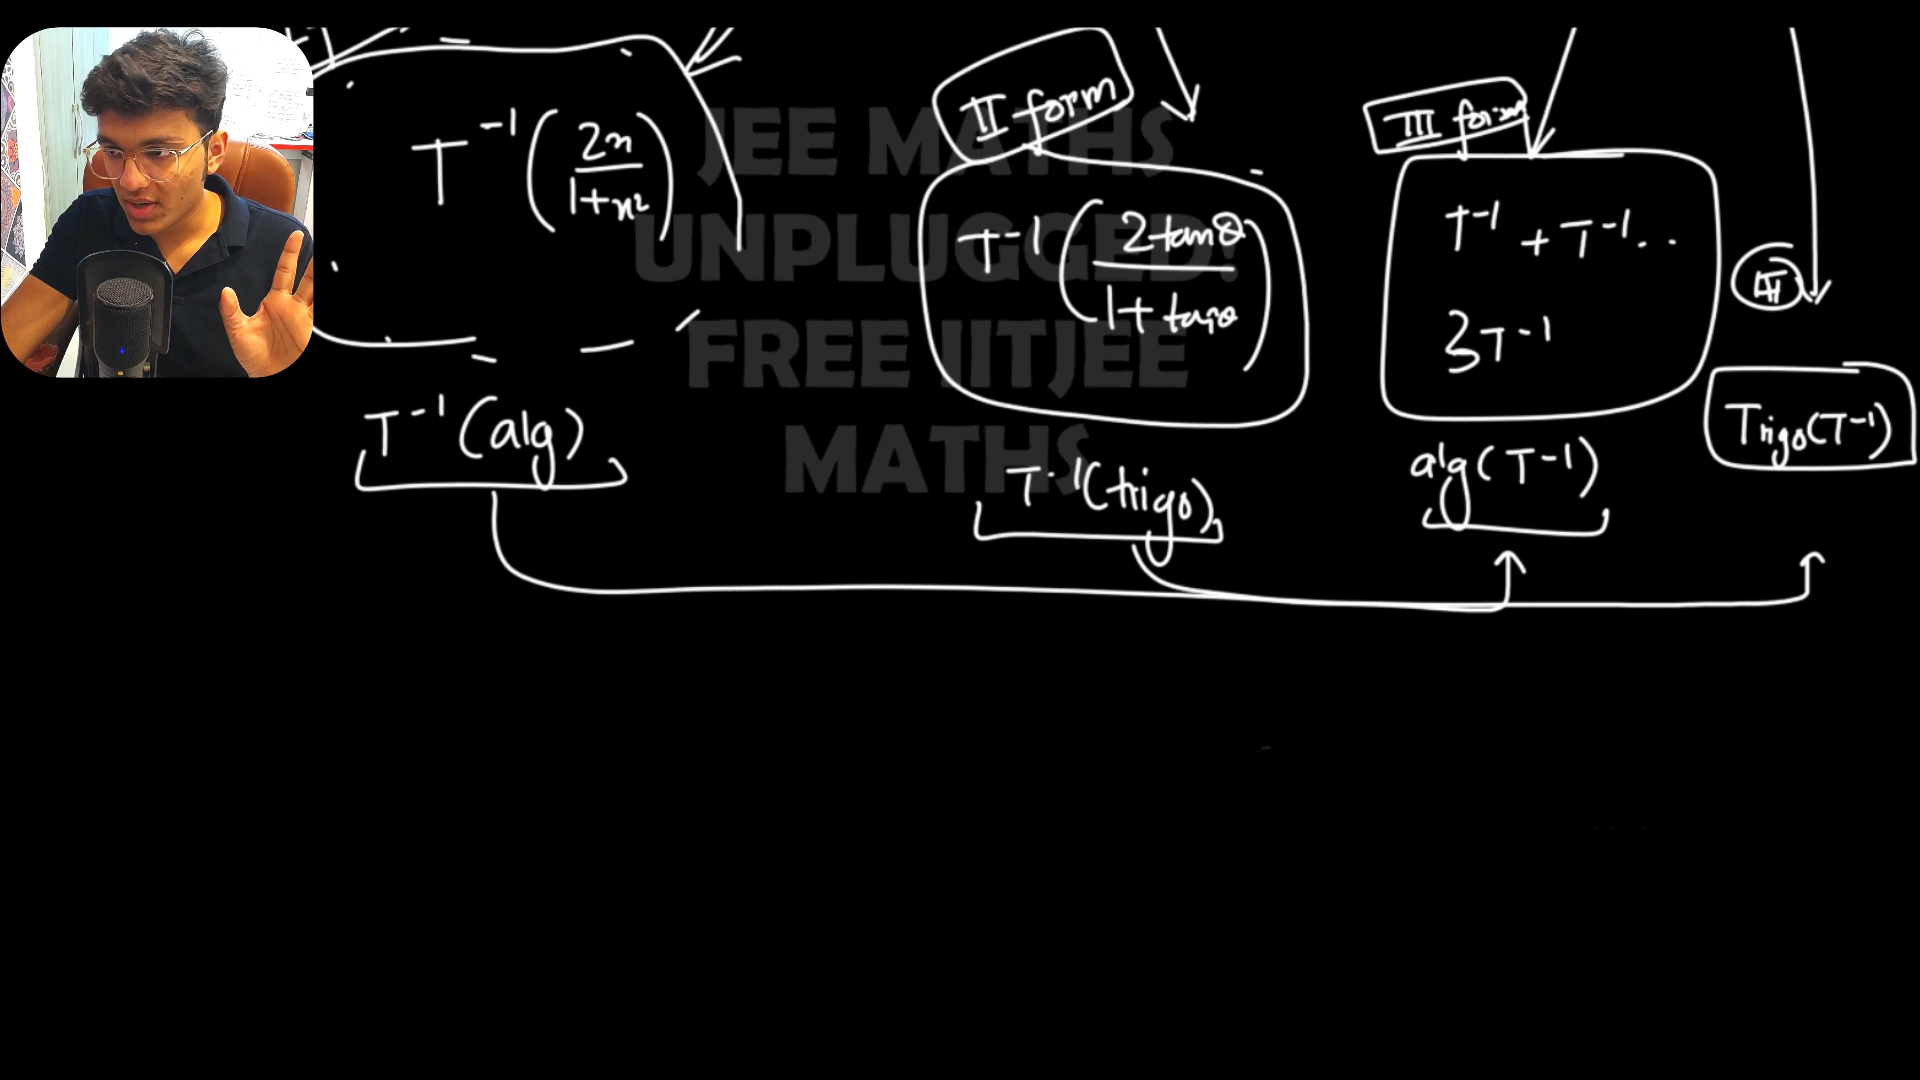 T⁻¹(2x/1+x²)
T⁻¹(alg)
II form
T⁻¹(2tanθ/1+tan²θ)
T⁻¹(trigo)
III form
T⁻¹ + T⁻¹..
3T⁻¹
alg(T⁻¹)
Trigo(T⁻¹)
JEE MATHS
UNPLUGGED!
FREE IITJEE
MATHS